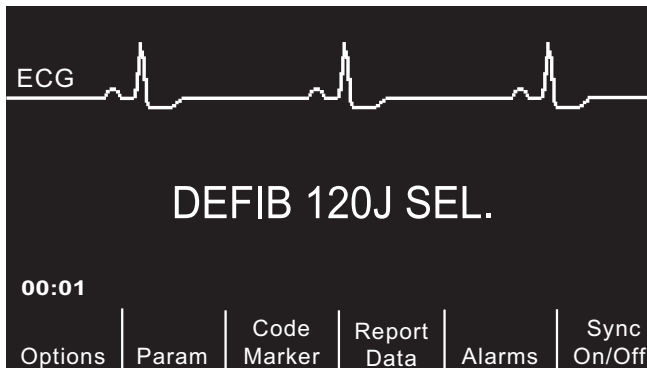 ECG
DEFIB 120J SEL.
00:01
Options Param Code Marker Report Data Alarms Sync On/Off